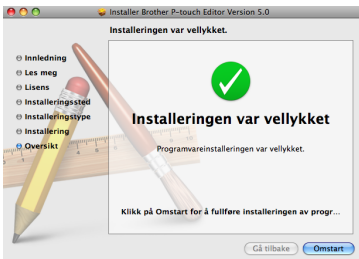 Installer Brother P-touch Editor Version 5.0
Installeringen var vellykket.
Innledning
Les meg
Lisens
Installeringssted
Installeringstype
Installering
Oversikt
Installeringen var vellykket
Programvareinstalleringen var vellykket.
Klikk på Omstart for å fullføre installeringen av progr...
Gå tilbake
Omstart